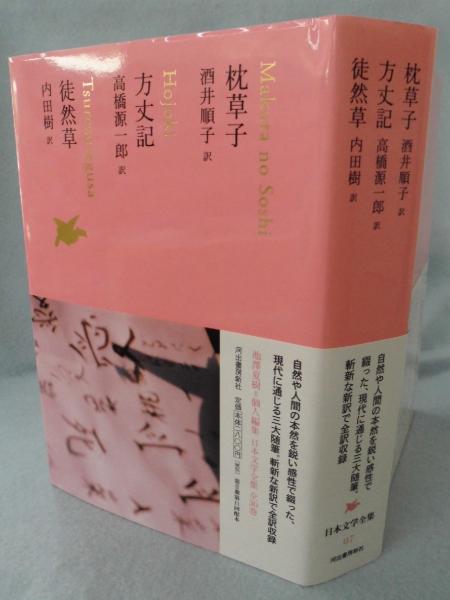 Makura no Soshi
枕草子
酒井順子 訳
Hojoki
方丈記
高橋源一郎 訳
Tsurezuregusa
徒然草
内田樹 訳
自然や人間の本然を鋭い感性で綴った、
現代に通じる三大随筆。斬新な新訳で全訳収録
池澤夏樹=個人編集 日本文学全集 全30巻
河出書房新社 定価
枕草子 酒井順子 訳
方丈記 高橋源一郎 訳
徒然草 内田樹 訳
自然や人間の本然を鋭い感性で
綴った、現代に通じる三大随筆。
斬新な新訳で全訳収録
日本文学全集
07
河出書房新社